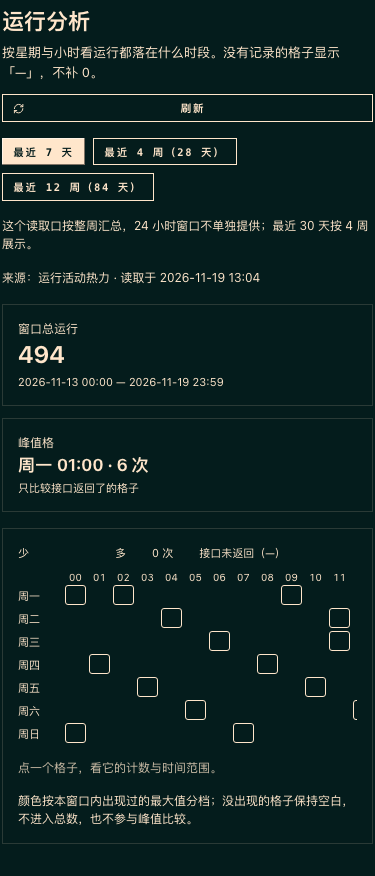 运行分析
按星期与小时看运行都落在什么时段。没有记录的格子显示
「—」，不补 0。
刷新
最近 7 天
最近 4 周（28 天）
最近 12 周（84 天）
这个读取口按整周汇总，24 小时窗口不单独提供；最近 30 天按 4 周
展示。
来源：运行活动热力 · 读取于 2026-11-19 13:04
窗口总运行
494
2026-11-13 00:00 — 2026-11-19 23:59
峰值格
周一 01:00 · 6 次
只比较接口返回了的格子
少 多 0 次 接口未返回（—）
00 01 02 03 04 05 06 07 08 09 10 11
周一
周二
周三
周四
周五
周六
周日
点一个格子，看它的计数与时间范围。
颜色按本窗口内出现过的最大值分档；没出现的格子保持空白，
不进入总数，也不参与峰值比较。